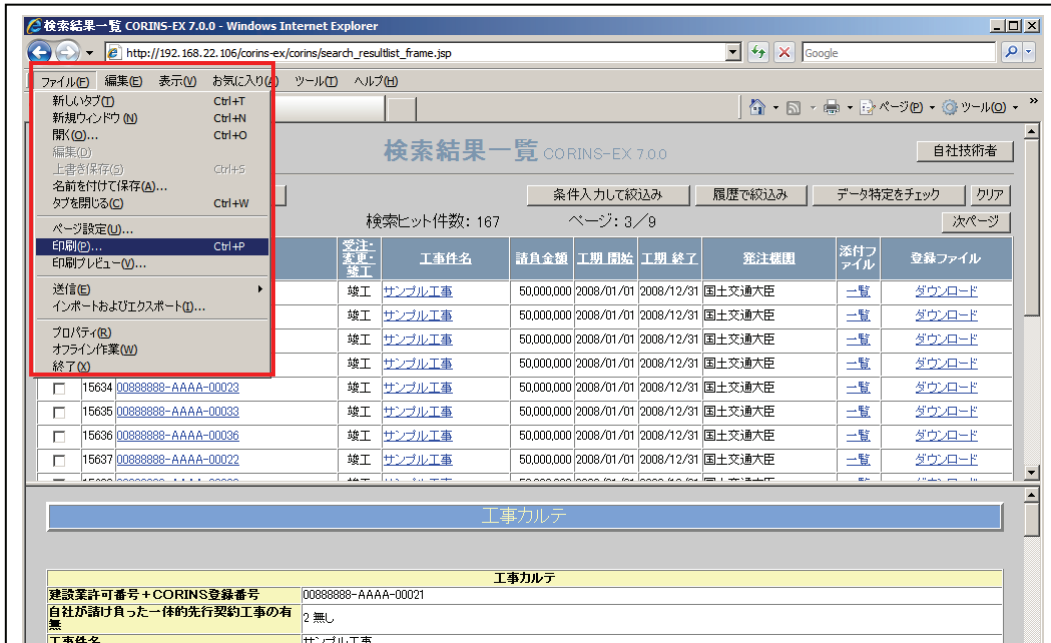 検索結果一覧 CORINS-EX 7.0.0 - Windows Internet Explorer
http://192.168.22.106/corins-ex/corins/search_resultlist_frame.jsp Google
ファイル(F) 編集(E) 表示(V) お気に入り(A) ツール(T) ヘルプ(H)
新しいタブ(T) Ctrl+T
新規ウィンドウ(N) Ctrl+N
開く(O)... Ctrl+O
編集(D)
上書き保存(S) Ctrl+S
名前を付けて保存(A)...
タブを閉じる(C) Ctrl+W
ページ設定(U)...
印刷(P)... Ctrl+P
印刷プレビュー(V)...
送信(E)
インポートおよびエクスポート(I)...
プロパティ(R)
オフライン作業(W)
終了(X)
ページ(P) ツール(O) »
検索結果一覧 CORINS-EX 7.0.0 自社技術者
条件入力して絞込み 履歴で絞込み データ特定をチェック クリア
検索ヒット件数: 167 ページ: 3/9 次ページ
受注・変更・竣工 工事件名 請負金額 工期 開始 工期 終了 発注機関 添付ファイル 登録ファイル
竣工 サンプル工事 50,000,000 2008/01/01 2008/12/31 国土交通大臣 一覧 ダウンロード
竣工 サンプル工事 50,000,000 2008/01/01 2008/12/31 国土交通大臣 一覧 ダウンロード
竣工 サンプル工事 50,000,000 2008/01/01 2008/12/31 国土交通大臣 一覧 ダウンロード
竣工 サンプル工事 50,000,000 2008/01/01 2008/12/31 国土交通大臣 一覧 ダウンロード
15634 00888888-AAAA-00023 竣工 サンプル工事 50,000,000 2008/01/01 2008/12/31 国土交通大臣 一覧 ダウンロード
15635 00888888-AAAA-00033 竣工 サンプル工事 50,000,000 2008/01/01 2008/12/31 国土交通大臣 一覧 ダウンロード
15636 00888888-AAAA-00036 竣工 サンプル工事 50,000,000 2008/01/01 2008/12/31 国土交通大臣 一覧 ダウンロード
15637 00888888-AAAA-00022 竣工 サンプル工事 50,000,000 2008/01/01 2008/12/31 国土交通大臣 一覧 ダウンロード
工事カルテ
工事カルテ
建設業許可番号+CORINS登録番号 00888888-AAAA-00021
自社が請け負った一体的先行契約工事の有
無 2 無し
工事件名 サンプル工事